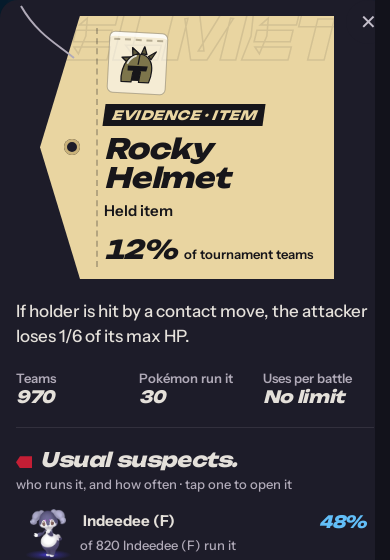 ELMET
×
EVIDENCE · ITEM
Rocky
Helmet
Held item
12% of tournament teams
If holder is hit by a contact move, the attacker
loses 1/6 of its max HP.
Teams Pokémon run it Uses per battle
970 30 No limit
Usual suspects.
who runs it, and how often · tap one to open it
Indeedee (F) 48%
of 820 Indeedee (F) run it